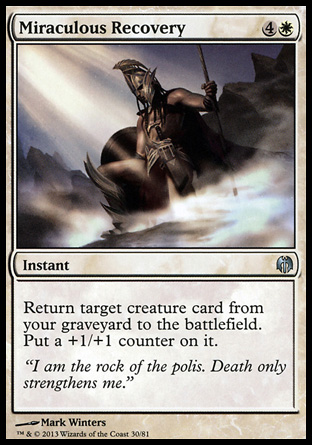 Miraculous Recovery 4
Instant
Return target creature card from
your graveyard to the battlefield.
Put a +1/+1 counter on it.
“I am the rock of the polis. Death only
strengthens me.”
Mark Winters
™ & © 2013 Wizards of the Coast 30/81